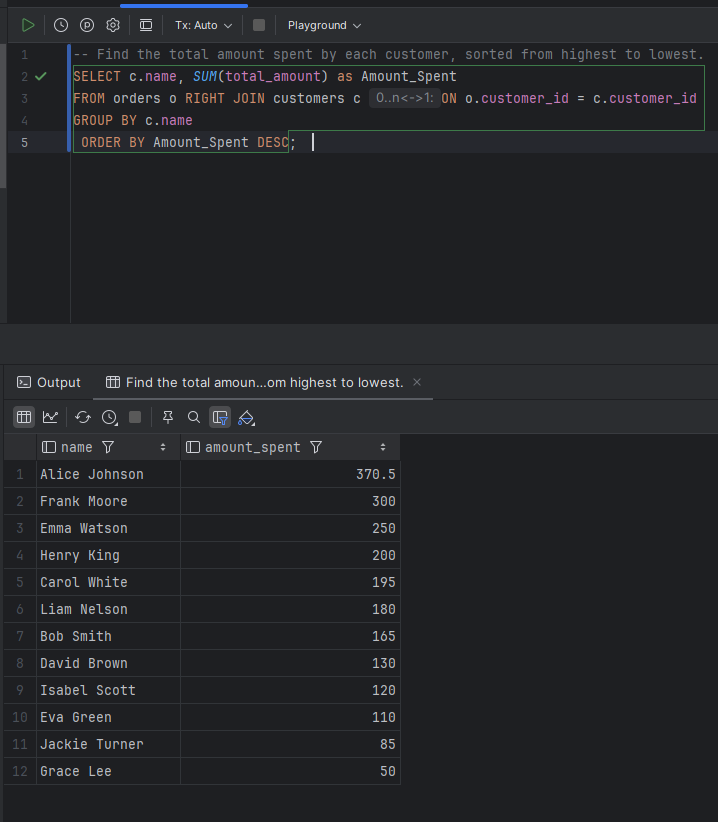 Tx: Auto Playground
1 -- Find the total amount spent by each customer, sorted from highest to lowest.
2 SELECT c.name, SUM(total_amount) as Amount_Spent
3 FROM orders o RIGHT JOIN customers c 0..n<->1: ON o.customer_id = c.customer_id
4 GROUP BY c.name
5 ORDER BY Amount_Spent DESC;
Output Find the total amoun...om highest to lowest.
name amount_spent
1 Alice Johnson 370.5
2 Frank Moore 300
3 Emma Watson 250
4 Henry King 200
5 Carol White 195
6 Liam Nelson 180
7 Bob Smith 165
8 David Brown 130
9 Isabel Scott 120
10 Eva Green 110
11 Jackie Turner 85
12 Grace Lee 50